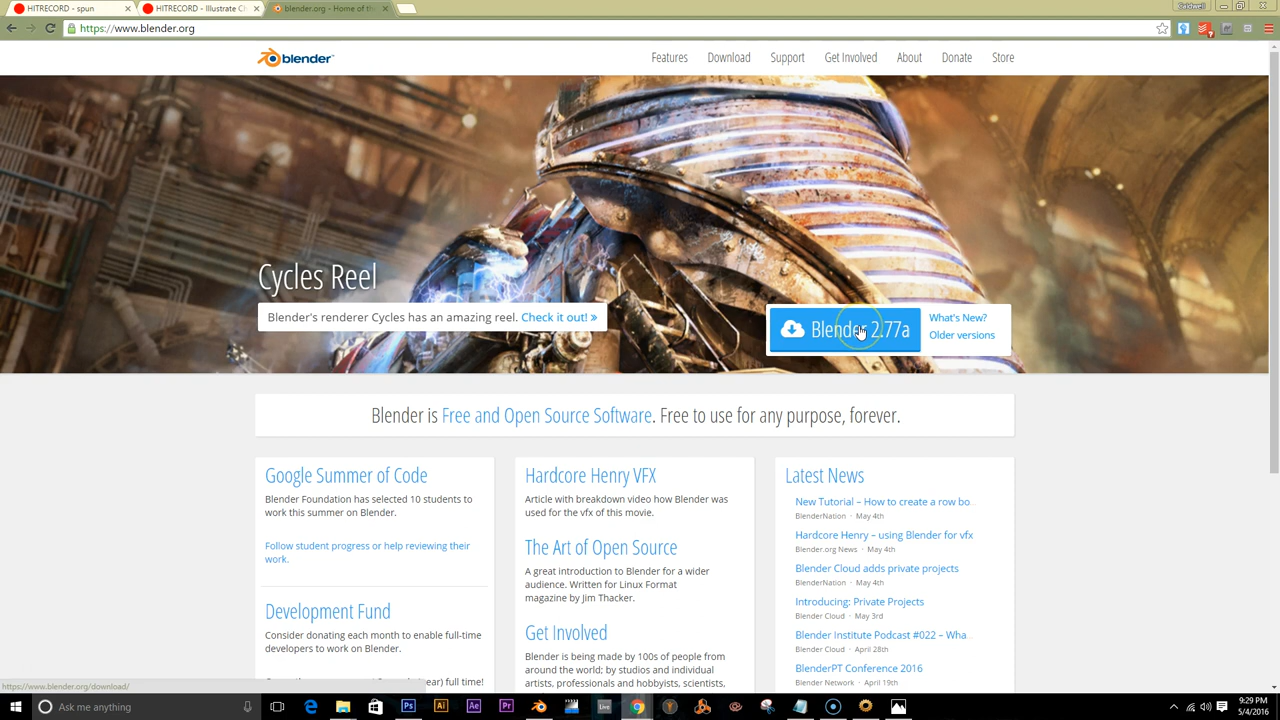 HITRECORD - spun
HITRECORD - Illustrate Ch
blender.org - Home of the
Caldwell
https://www.blender.org
blender
Features
Download
Support
Get Involved
About
Donate
Store
Cycles Reel
Blender's renderer Cycles has an amazing reel. Check it out! »
Blender 2.77a
What's New?
Older versions
Blender is Free and Open Source Software. Free to use for any purpose, forever.
Google Summer of Code
Blender Foundation has selected 10 students to
work this summer on Blender.
Follow student progress or help reviewing their
work.
Development Fund
Consider donating each month to enable full-time
developers to work on Blender.
full time!
Hardcore Henry VFX
Article with breakdown video how Blender was
used for the vfx of this movie.
The Art of Open Source
A great introduction to Blender for a wider
audience. Written for Linux Format
magazine by Jim Thacker.
Get Involved
Blender is being made by 100s of people from
around the world; by studios and individual
artists, professionals and hobbyists, scientists,
Latest News
New Tutorial – How to create a row bo
BlenderNation · May 4th
Hardcore Henry – using Blender for vfx
Blender.org News · May 4th
Blender Cloud adds private projects
BlenderNation · May 4th
Introducing: Private Projects
Blender Cloud · May 3rd
Blender Institute Podcast #022 – Wha
Blender Cloud · April 28th
BlenderPT Conference 2016
Blender Network · April 19th
https://www.blender.org/download/
Ask me anything
Ps
Ai
Ae
Pr
Live
9:29 PM
5/4/2016